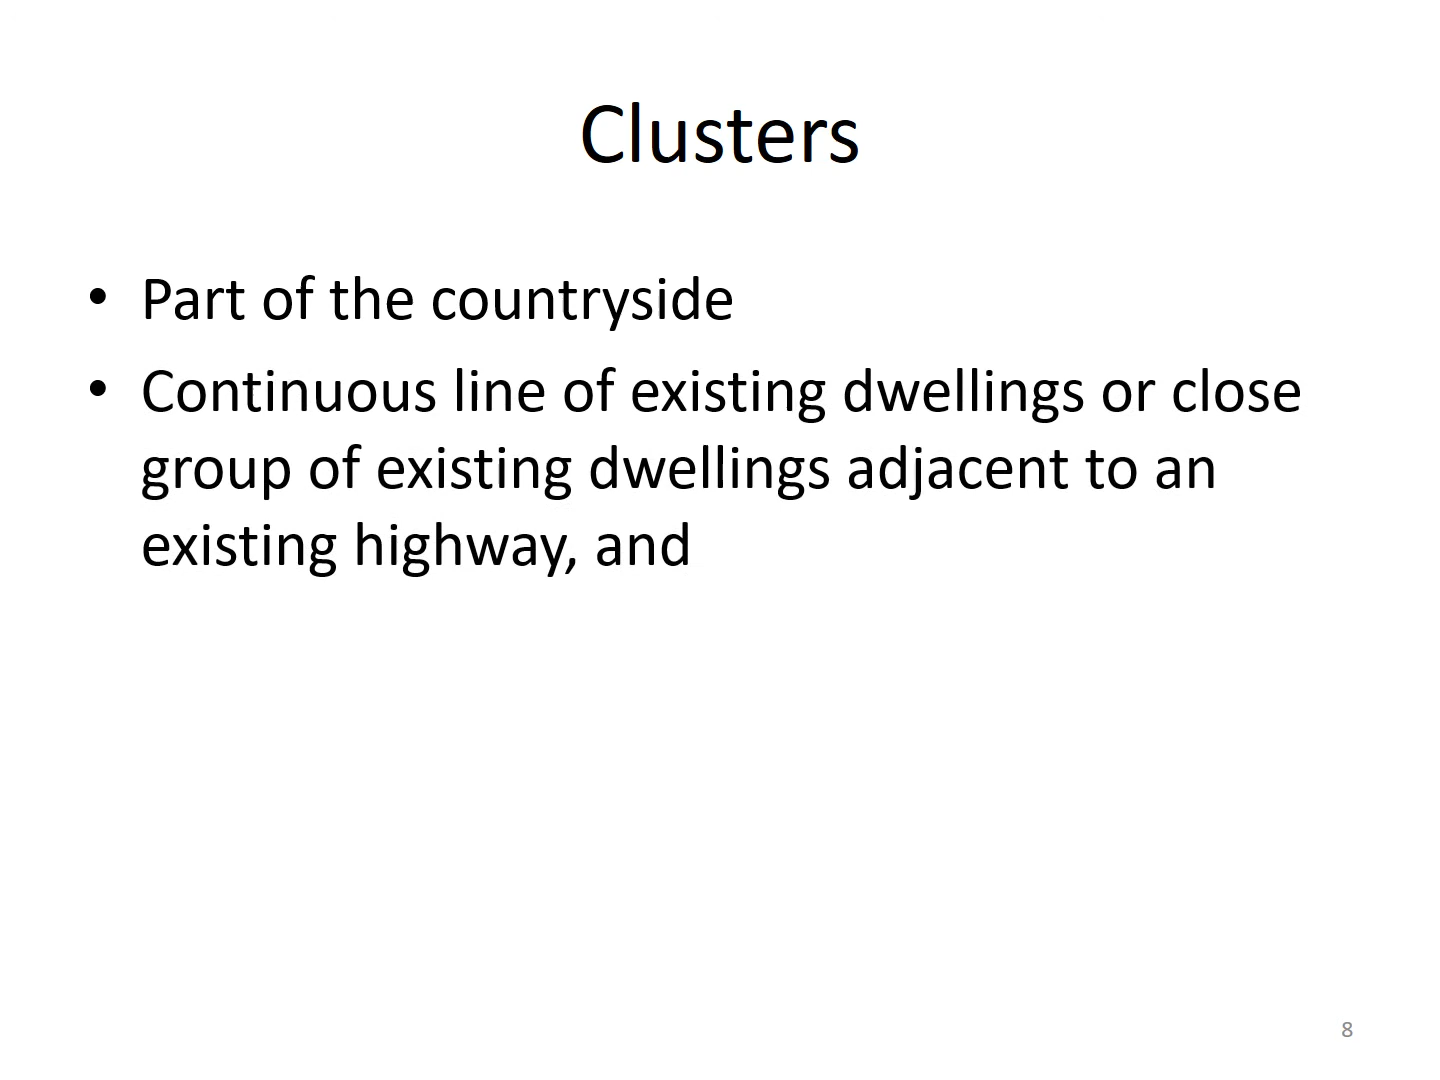 Clusters
• Part of the countryside
• Continuous line of existing dwellings or close
group of existing dwellings adjacent to an
existing highway, and
8